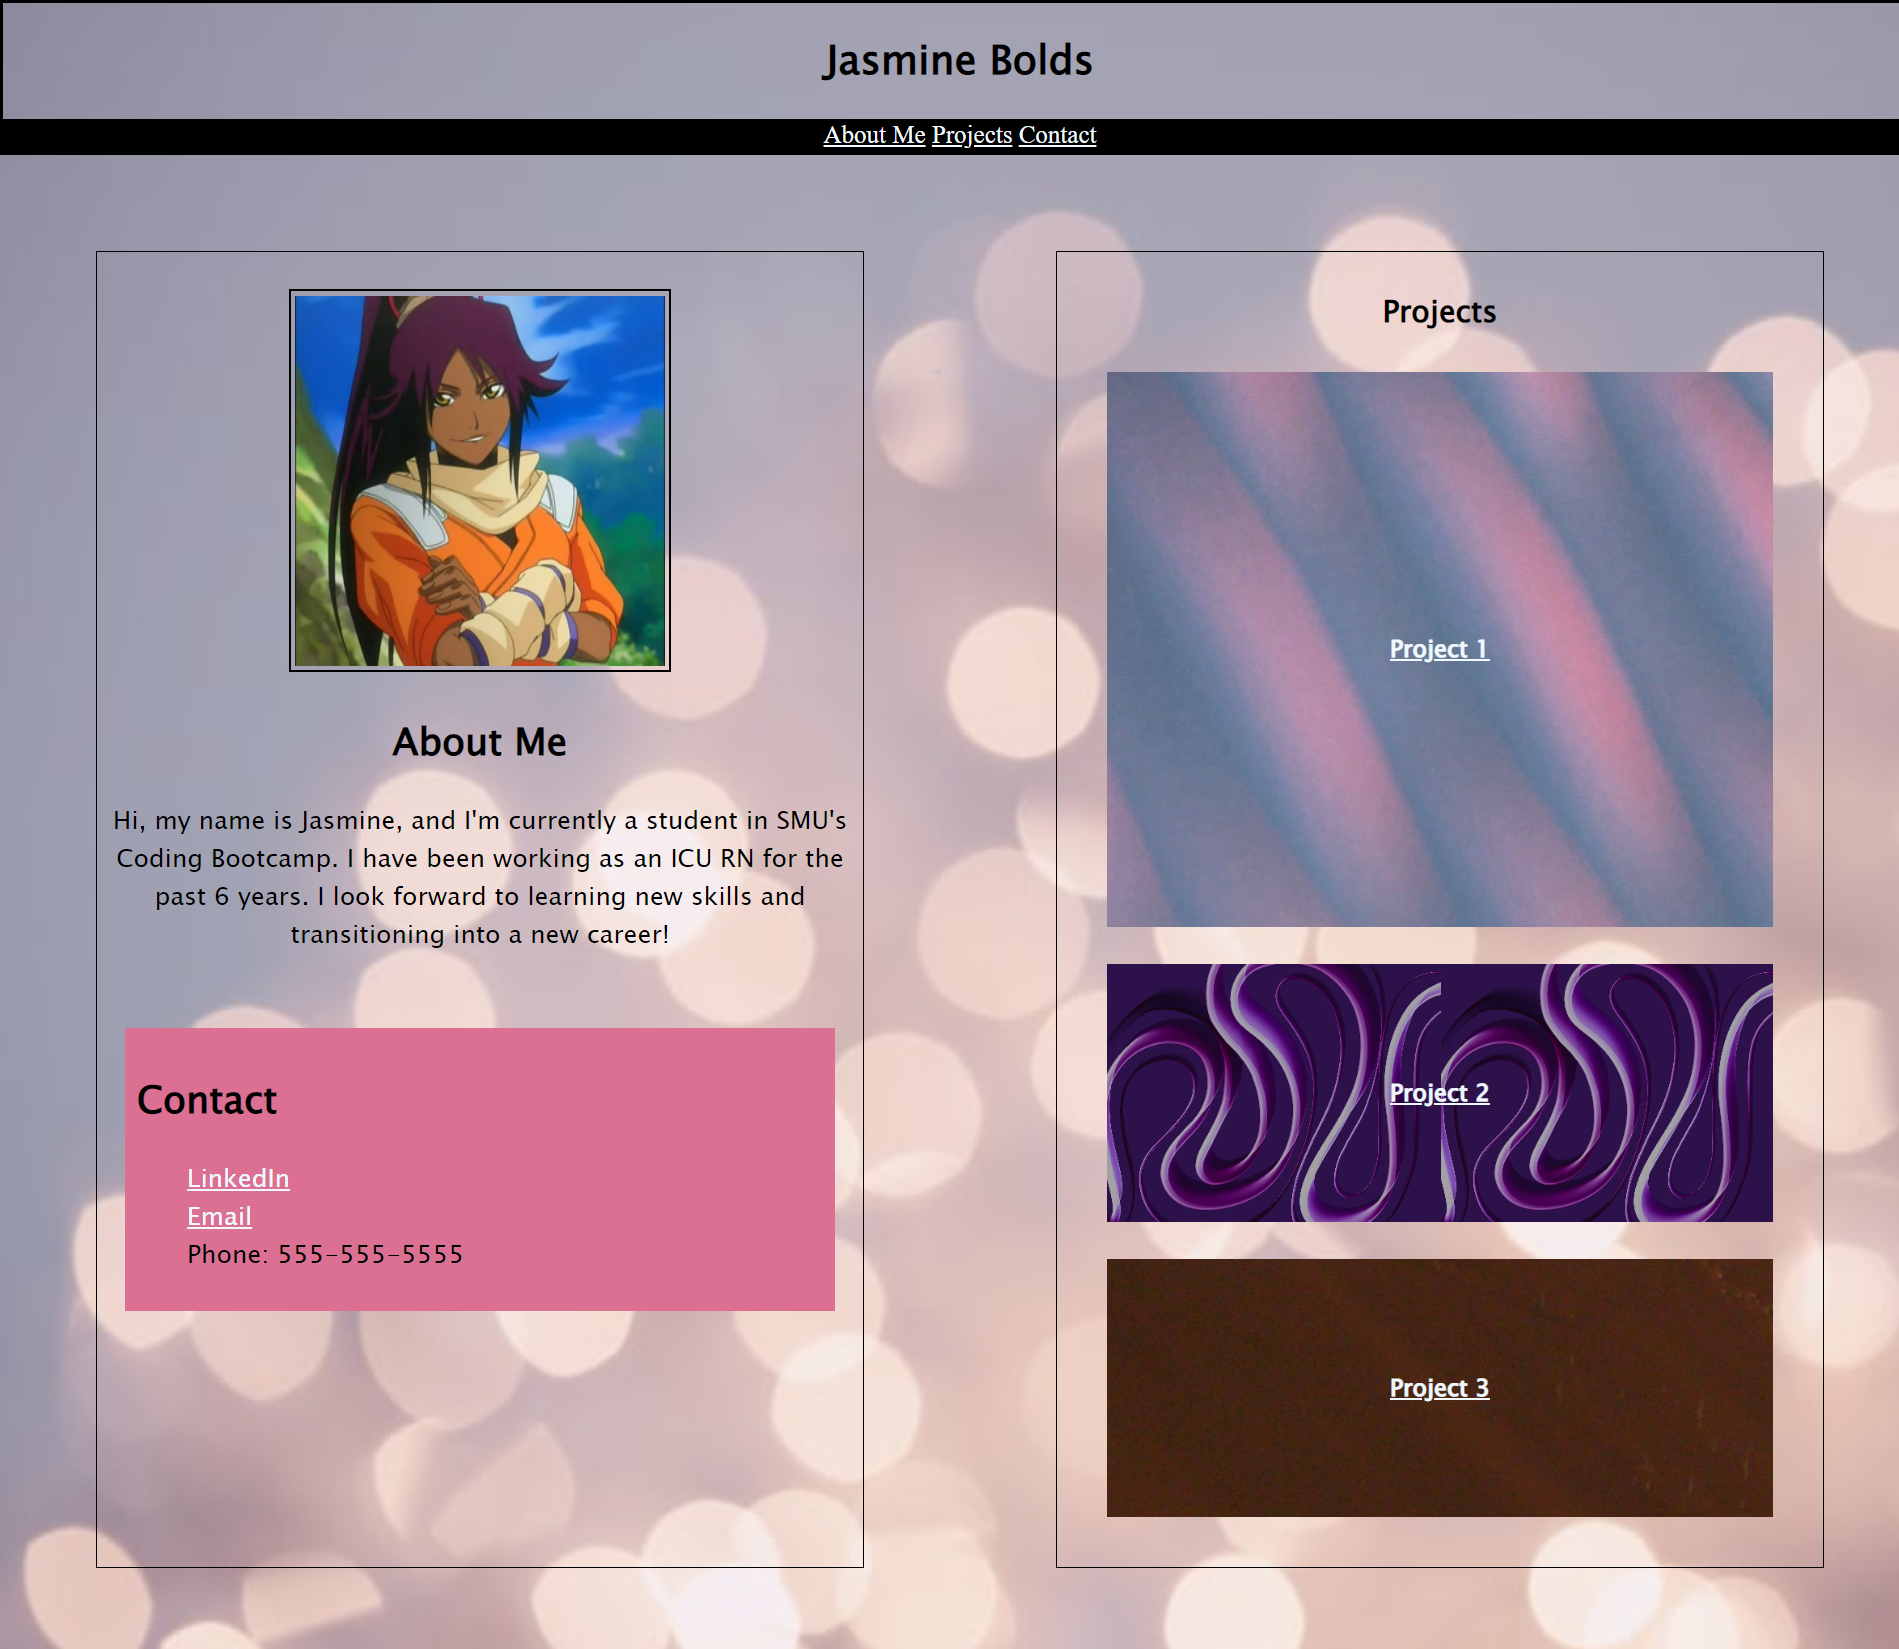 Jasmine Bolds
About Me Projects Contact
About Me
Hi, my name is Jasmine, and I'm currently a student in SMU's
Coding Bootcamp. I have been working as an ICU RN for the
past 6 years. I look forward to learning new skills and
transitioning into a new career!
Contact
LinkedIn
Email
Phone: 555-555-5555
Projects
Project 1
Project 2
Project 3